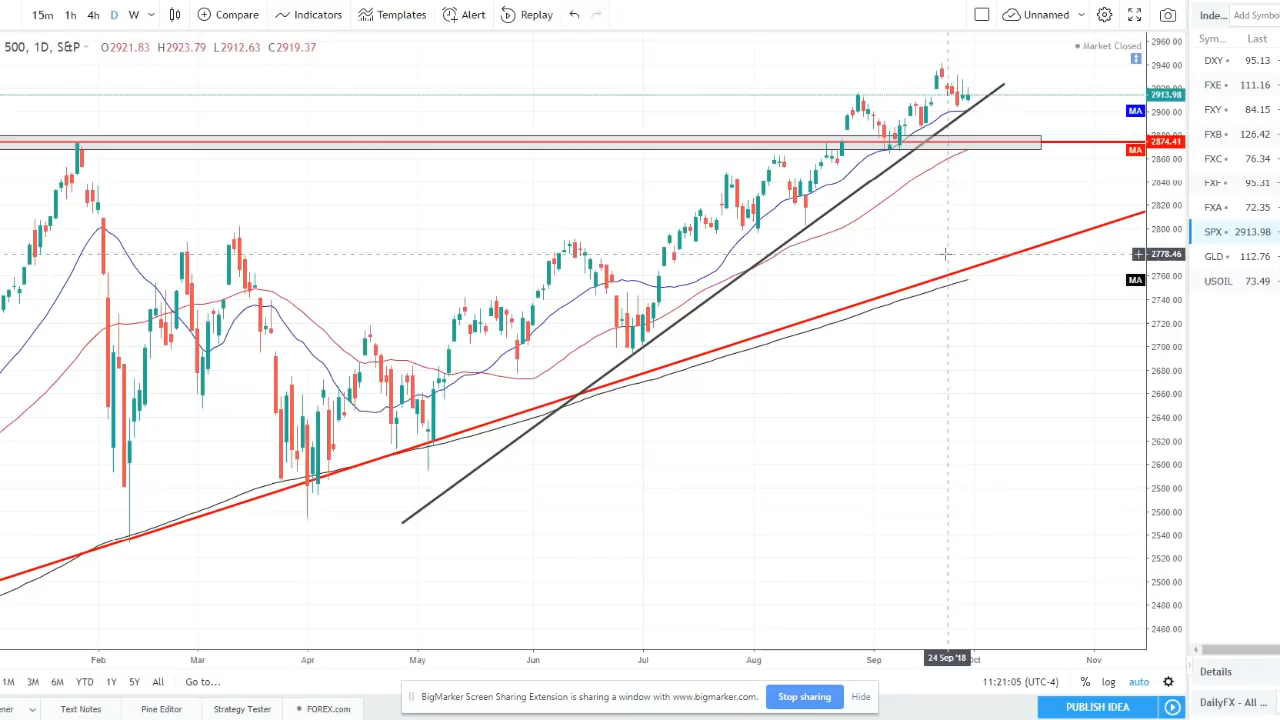 15m 1h 4h D W Compare Indicators Templates Alert Replay Unnamed Inde... Add Symbo
500, 1D, S&P O2921.83 H2923.79 L2912.63 C2919.37
Market Closed
Sym... Last
2960.00
2940.00
2920.00
2913.98
2900.00
2880.00
2874.41
2860.00
2840.00
2820.00
2800.00
2778.46
2760.00
2740.00
2720.00
2700.00
2680.00
2660.00
2640.00
2620.00
2600.00
2580.00
2560.00
2540.00
2520.00
2500.00
2480.00
2460.00
MA
MA
MA
DXY 95.13
FXE 111.16
FXY 84.15
FXB 126.42
FXC 76.34
FXF 95.31
FXA 72.35
SPX 2913.98
GLD 112.76
USOIL 73.49
Feb Mar Apr May Jun Jul Aug Sep 24 Sep '18 Oct Nov
1M 3M 6M YTD 1Y 5Y All Go to... 11:21:05 (UTC-4) % log auto
Details
BigMarker Screen Sharing Extension is sharing a window with www.bigmarker.com. Stop sharing Hide
ener Text Notes Pine Editor Strategy Tester FOREX.com PUBLISH IDEA
DailyFX - All ...